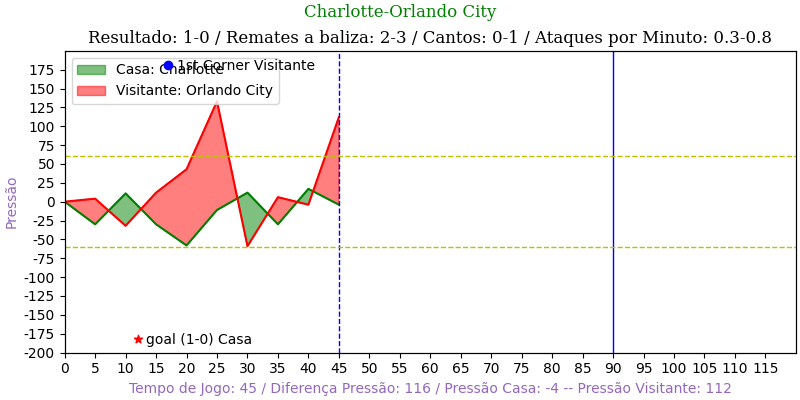 Charlotte-Orlando City
Resultado: 1-0 / Remates a baliza: 2-3 / Cantos: 0-1 / Ataques por Minuto: 0.3-0.8
Casa: Charlotte
1st Corner Visitante
Visitante: Orlando City
175
150
125
100
75
50
25
0
-25
-50
-75
-100
-125
-150
-175
-200
Pressão
goal (1-0) Casa
0 5 10 15 20 25 30 35 40 45 50 55 60 65 70 75 80 85 90 95 100 105 110 115
Tempo de Jogo: 45 / Diferença Pressão: 116 / Pressão Casa: -4 -- Pressão Visitante: 112